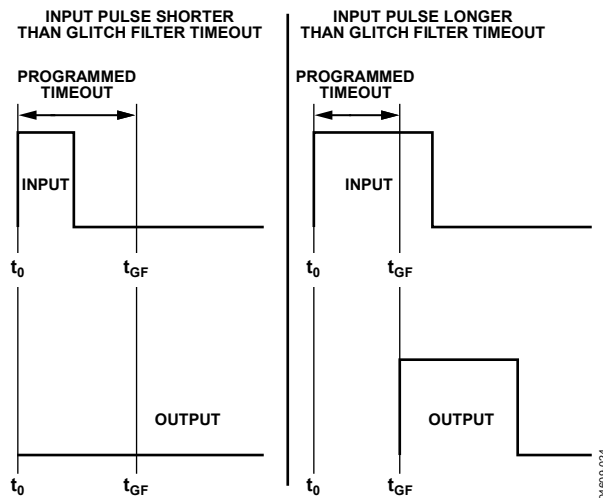 INPUT PULSE SHORTER
THAN GLITCH FILTER TIMEOUT
INPUT PULSE LONGER
THAN GLITCH FILTER TIMEOUT
PROGRAMMED
TIMEOUT
PROGRAMMED
TIMEOUT
INPUT
INPUT
t0
tGF
t0
tGF
OUTPUT
OUTPUT
t0
tGF
t0
tGF